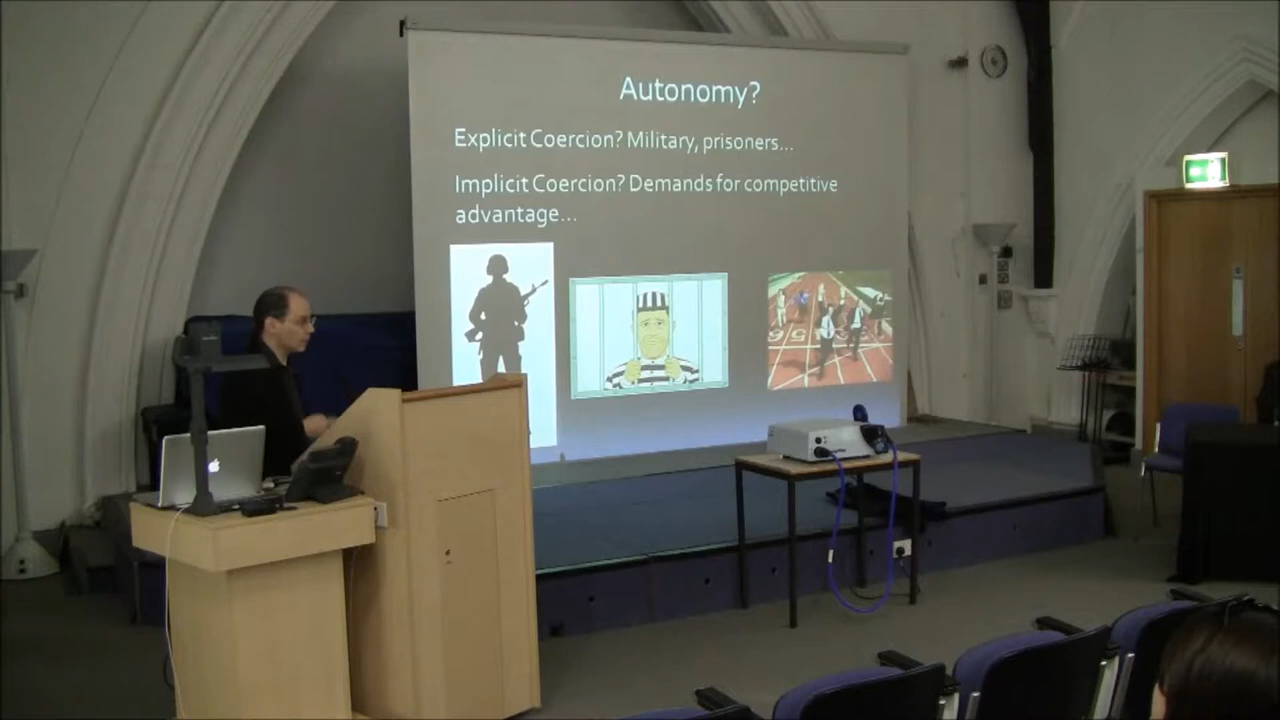 Autonomy?
Explicit Coercion? Military, prisoners...
Implicit Coercion? Demands for competitive
advantage...